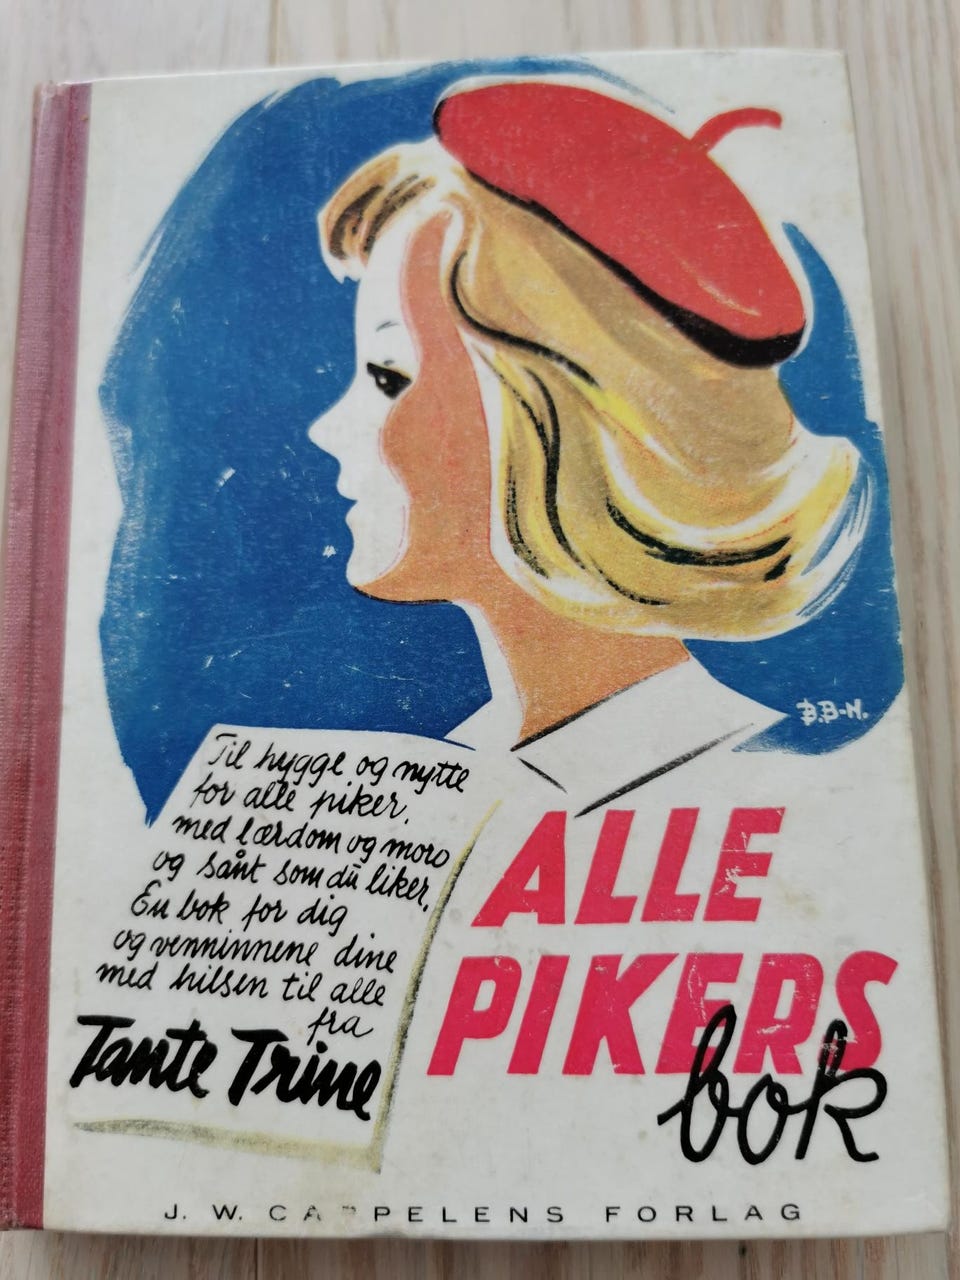 B.B-N.
Til hygge og nytte
for alle piker,
med lærdom og moro
og sånt som du liker.
En bok for dig
og venninnene dine
med hilsen til alle
fra
Tante Trine
ALLE
PIKERS
bok
J. W. CAPPELENS FORLAG